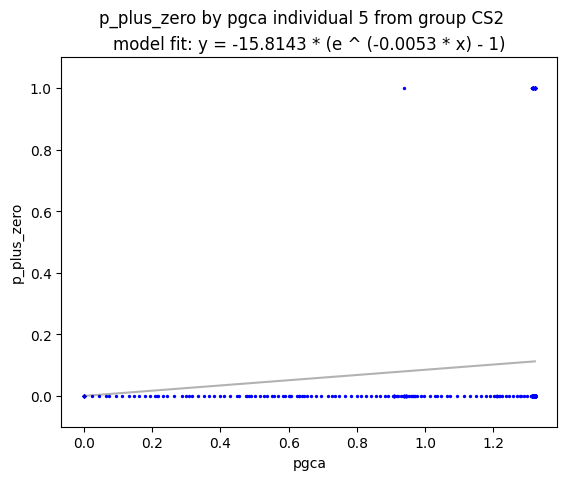 p_plus_zero by pgca individual 5 from group CS2
model fit: y = -15.8143 * (e ^ (-0.0053 * x) - 1)
1.0
0.8
0.6
0.4
0.2
0.0
p_plus_zero
0.0 0.2 0.4 0.6 0.8 1.0 1.2
pgca